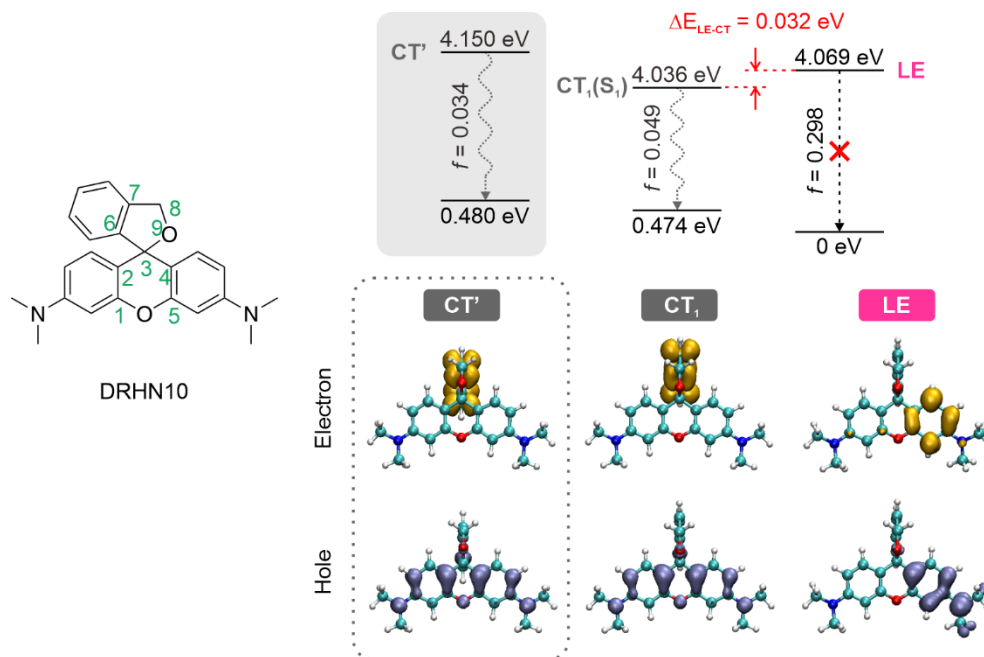 CT’
4.150 eV
f = 0.034
0.480 eV
ΔE LE-CT = 0.032 eV
CT₁(S₁)
4.036 eV
f = 0.049
0.474 eV
4.069 eV
LE
f = 0.298
0 eV
7
8
6
9
O
3
2
4
1
O
5
N
N
DRHN10
CT’
CT₁
LE
Electron
Hole